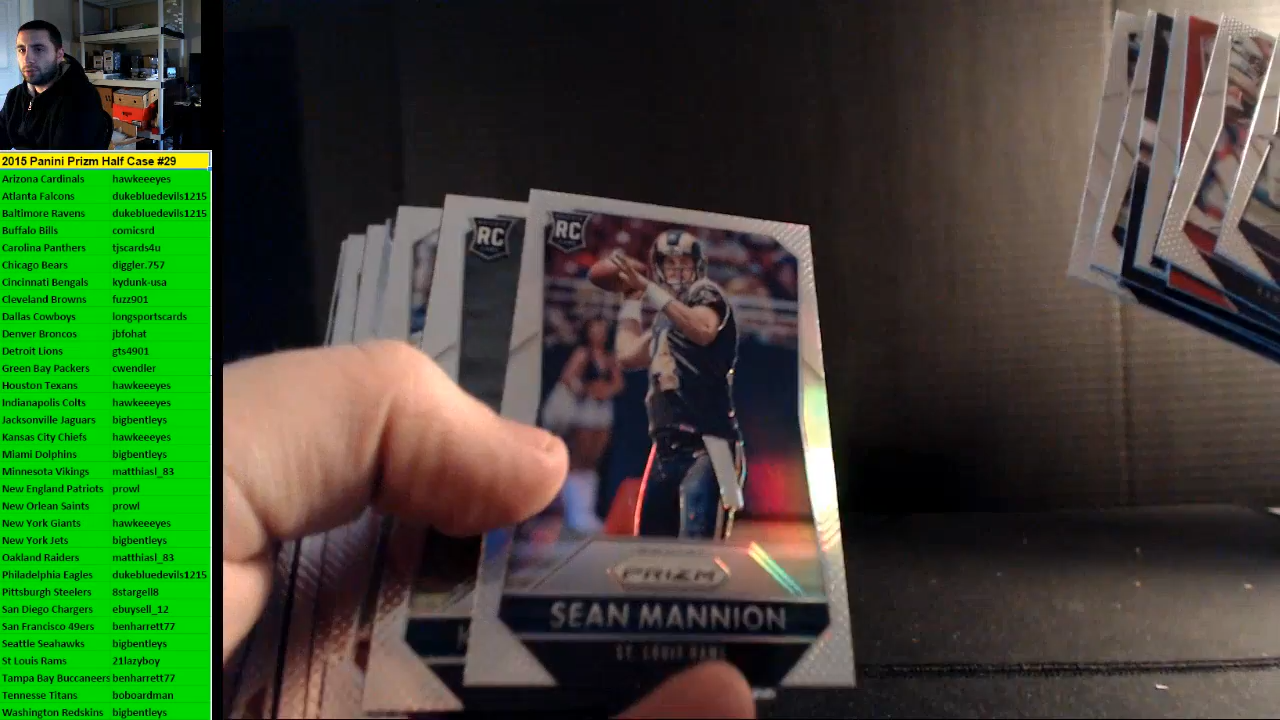 2015 Panini Prizm Half Case #29
Arizona Cardinals hawkeeeyes
Atlanta Falcons dukebluedevils1215
Baltimore Ravens dukebluedevils1215
Buffalo Bills comicsrd
Carolina Panthers tjscards4u
Chicago Bears diggler.757
Cincinnati Bengals kydunk-usa
Cleveland Browns fuzz901
Dallas Cowboys longsportscards
Denver Broncos jbfohat
Detroit Lions gts4901
Green Bay Packers cwendler
Houston Texans hawkeeeyes
Indianapolis Colts hawkeeeyes
Jacksonville Jaguars bigbentleys
Kansas City Chiefs hawkeeeyes
Miami Dolphins bigbentleys
Minnesota Vikings matthiasl_83
New England Patriots prowl
New Orlean Saints prowl
New York Giants hawkeeeyes
New York Jets bigbentleys
Oakland Raiders matthiasl_83
Philadelphia Eagles dukebluedevils1215
Pittsburgh Steelers 8stargell8
San Diego Chargers ebuysell_12
San Francisco 49ers benharrett77
Seattle Seahawks bigbentleys
St Louis Rams 21lazyboy
Tampa Bay Buccaneers benharrett77
Tennesse Titans boboardman
Washington Redskins bigbentleys
RC
RC
PRIZM
SEAN MANNION
ST. LOUIS RAMS